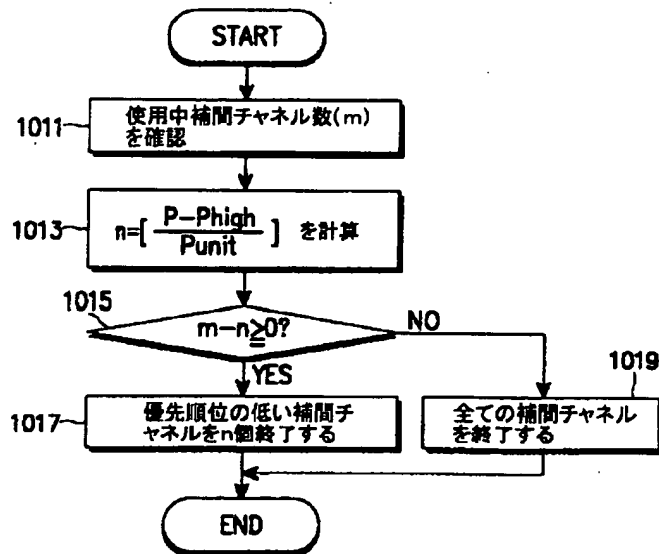 START
1011
使用中補間チャネル数(m)
を確認
1013
n=[ P-Phigh / Punit ] を計算
1015
m-n≧0?
NO
YES
1019
1017
優先順位の低い補間チ
ャネルをn個終了する
全ての補間チャネル
を終了する
END